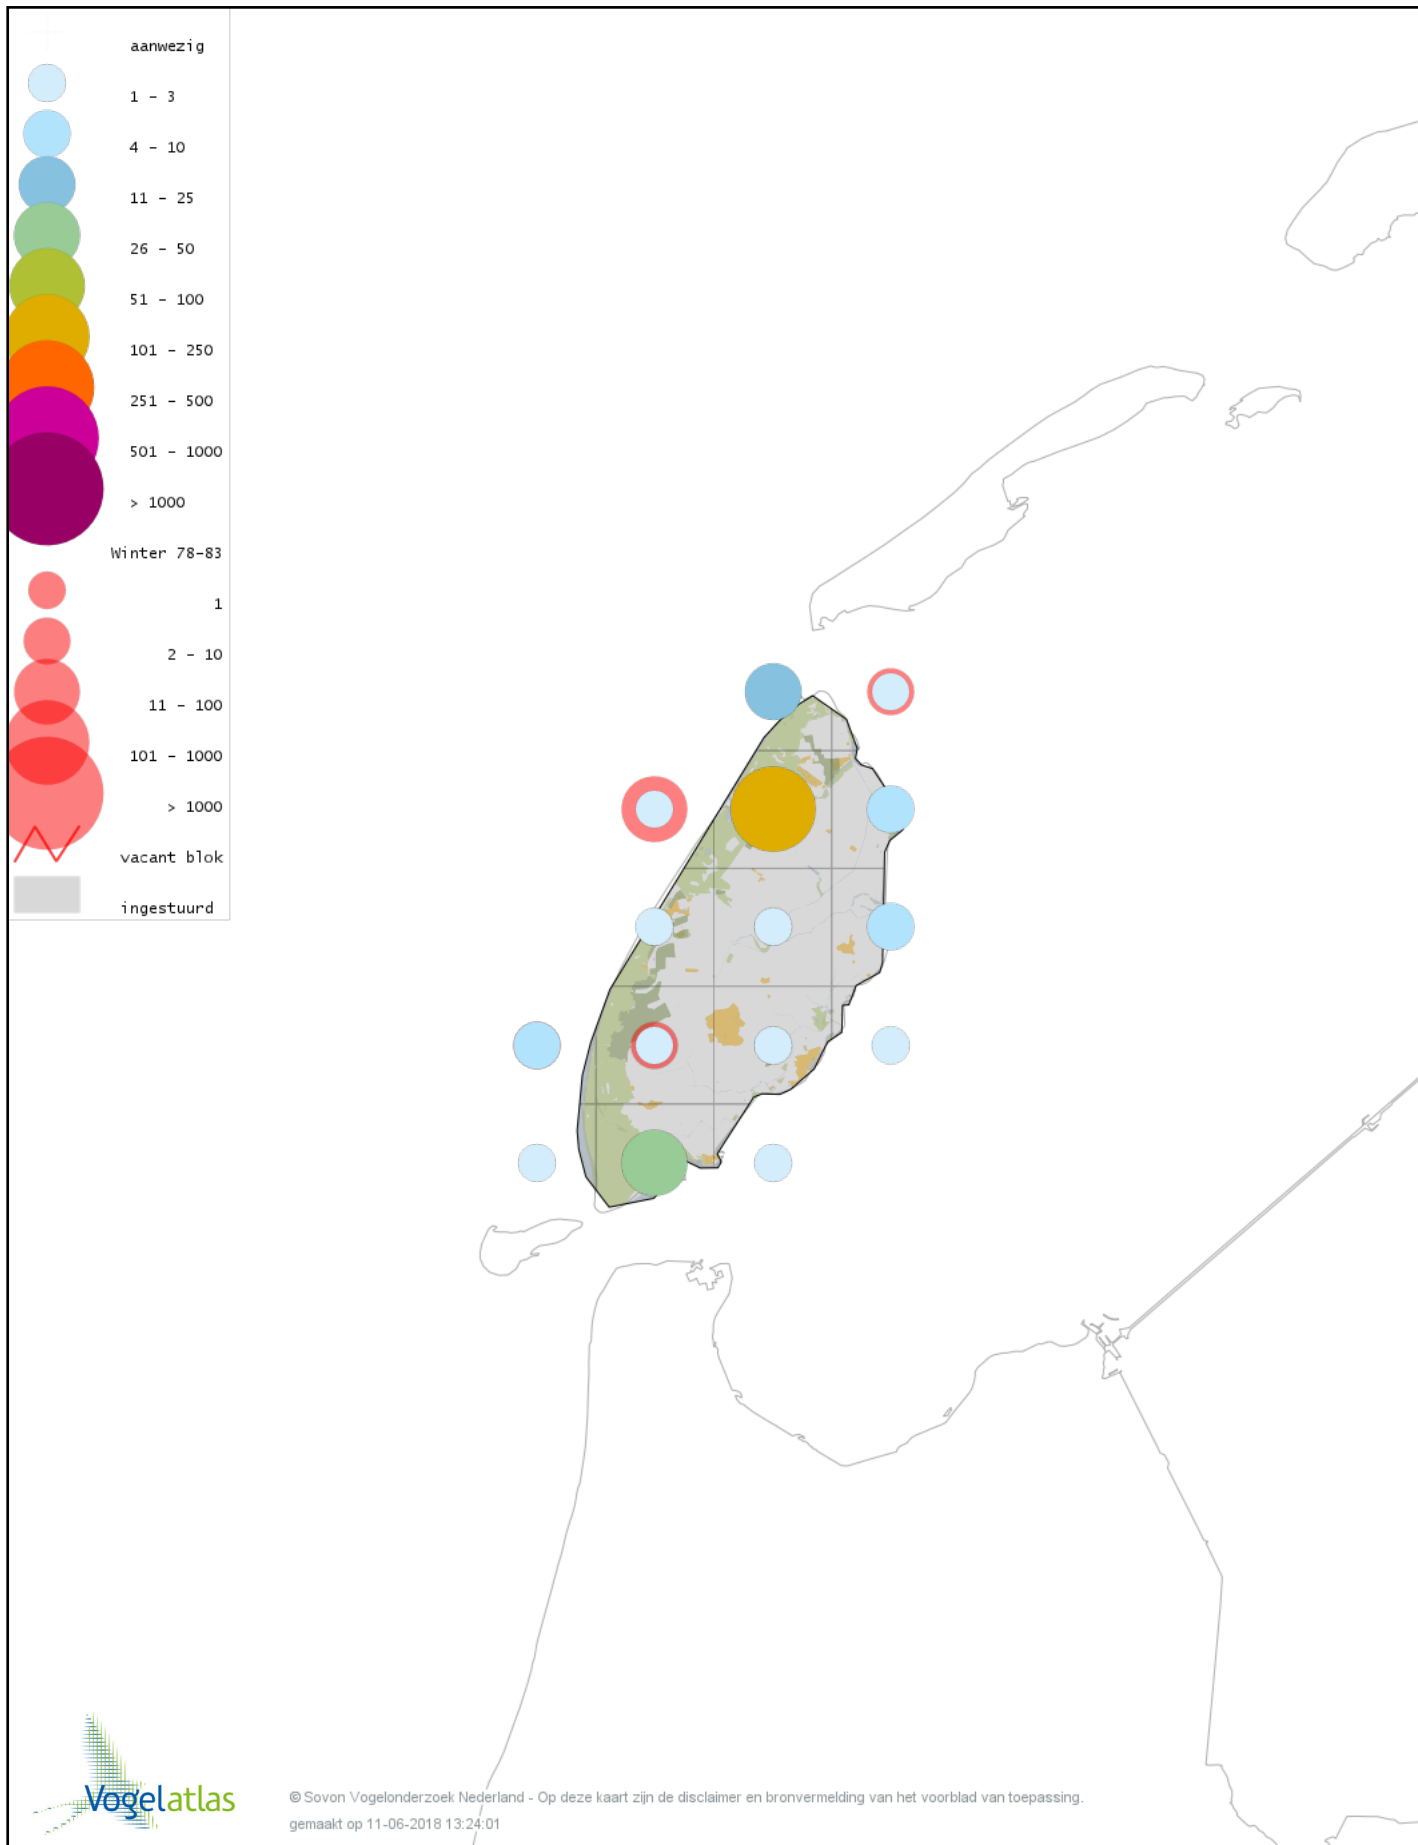 aanwezig
1 – 3
4 – 10
11 – 25
26 – 50
51 – 100
101 – 250
251 – 500
501 – 1000
> 1000
Winter 78-83
1
2 – 10
11 – 100
101 – 1000
> 1000
vacant blok
ingestuurd
Vogelatlas
© Sovon Vogelonderzoek Nederland - Op deze kaart zijn de disclaimer en bronvermelding van het voorblad van toepassing.
gemaakt op 11-06-2018 13:24:01